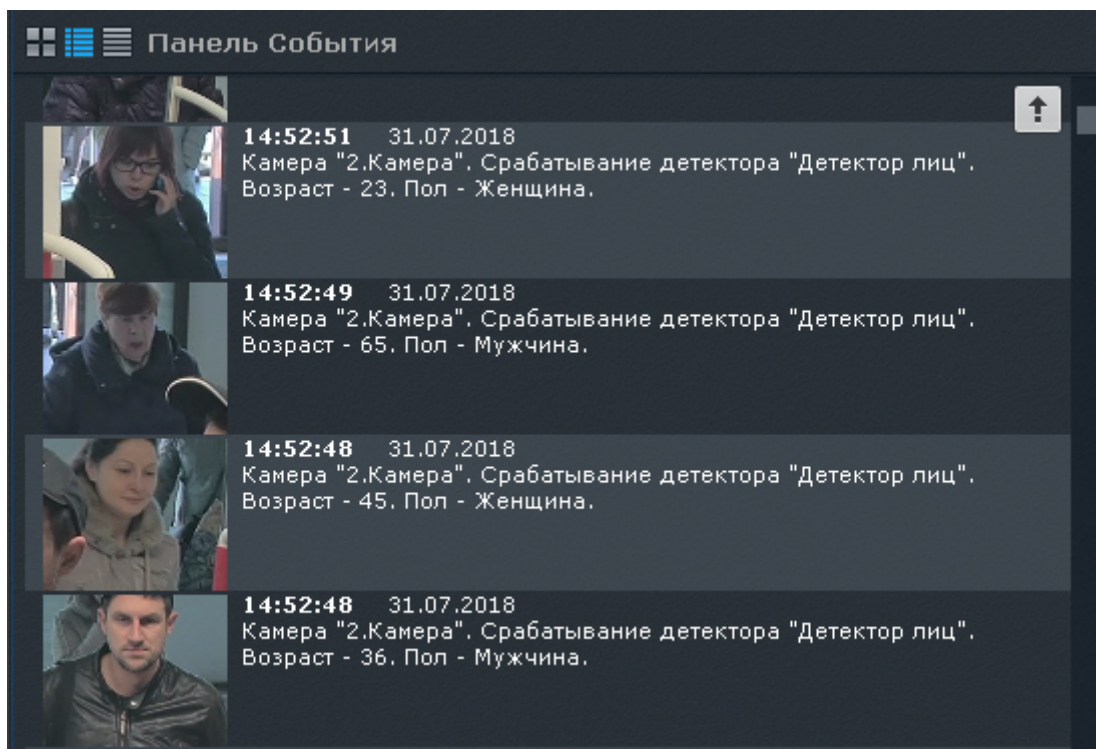 Панель События
14:52:51 31.07.2018
Камера "2.Камера". Срабатывание детектора "Детектор лиц".
Возраст - 23. Пол - Женщина.
14:52:49 31.07.2018
Камера "2.Камера". Срабатывание детектора "Детектор лиц".
Возраст - 65. Пол - Мужчина.
14:52:48 31.07.2018
Камера "2.Камера". Срабатывание детектора "Детектор лиц".
Возраст - 45. Пол - Женщина.
14:52:48 31.07.2018
Камера "2.Камера". Срабатывание детектора "Детектор лиц".
Возраст - 36. Пол - Мужчина.